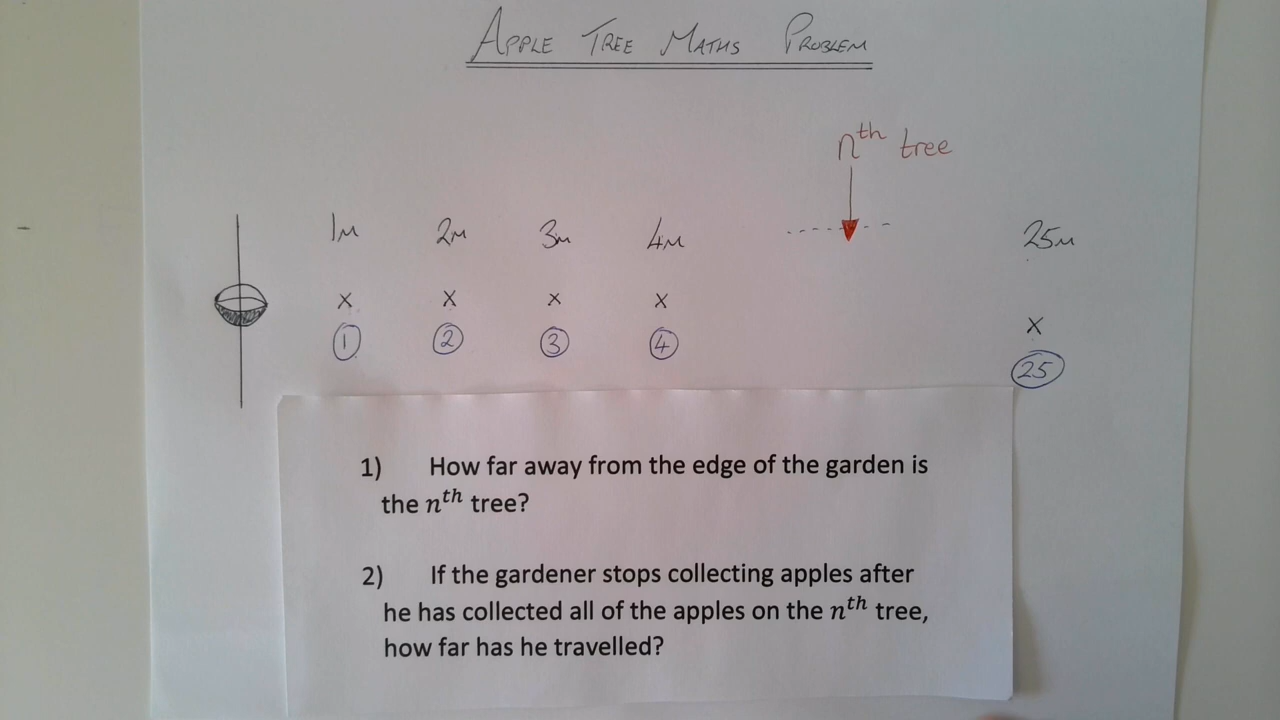 APPLE TREE MATHS PROBLEM
nth tree
1M 2M 3M 4M 25M
x x x x x
1 2 3 4 25
1) How far away from the edge of the garden is
the nth tree?
2) If the gardener stops collecting apples after
he has collected all of the apples on the nth tree,
how far has he travelled?